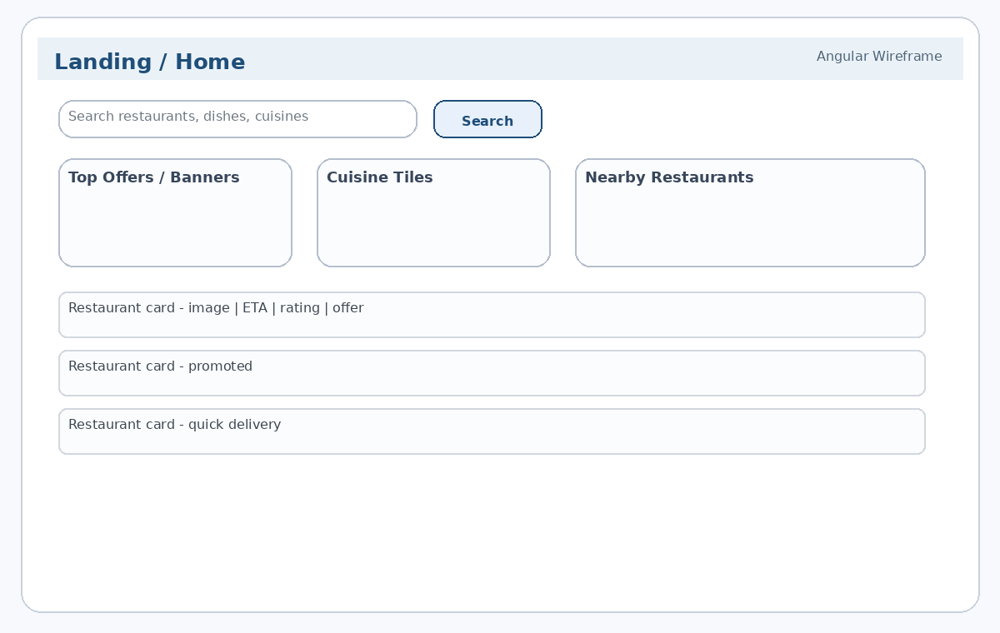 Landing / Home
Angular Wireframe
Search restaurants, dishes, cuisines
Search
Top Offers / Banners
Cuisine Tiles
Nearby Restaurants
Restaurant card - image | ETA | rating | offer
Restaurant card - promoted
Restaurant card - quick delivery